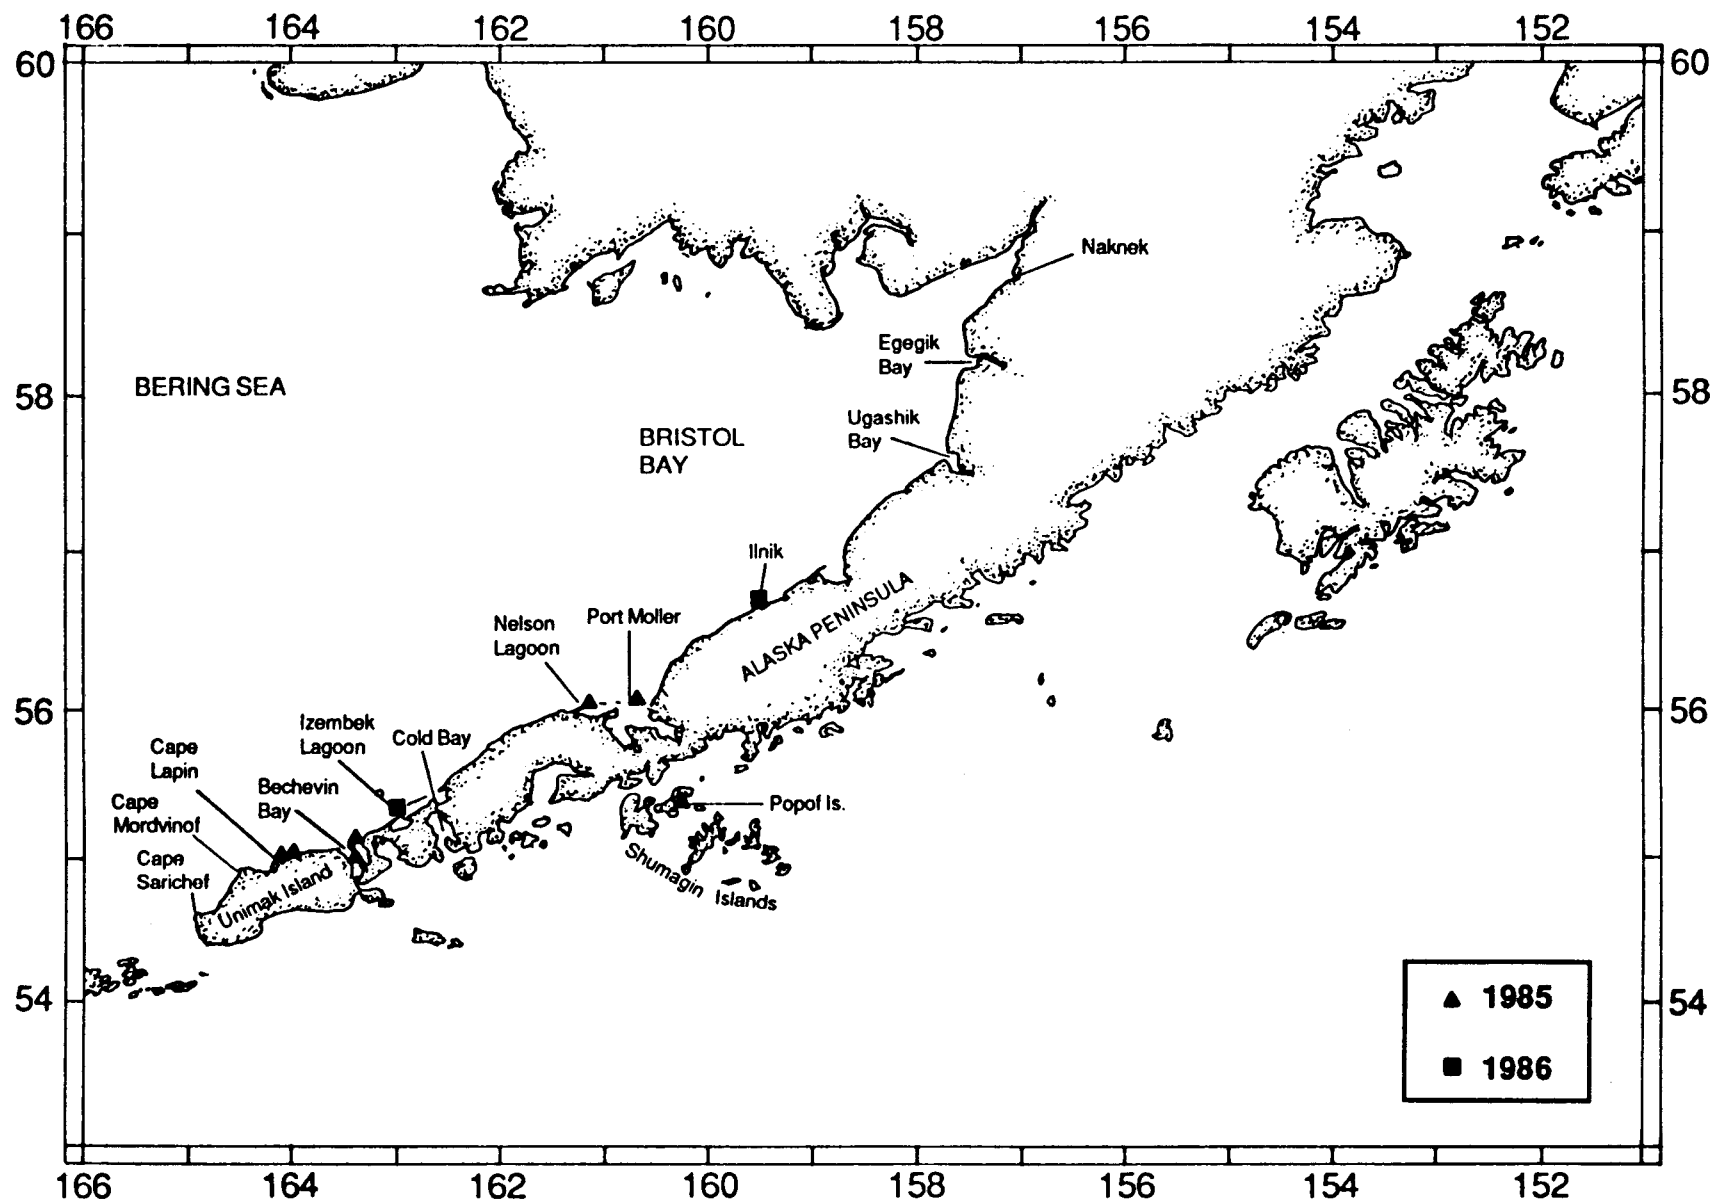 166 164 162 160 158 156 154 152
60 60
Naknek
Egegik
Bay
58 58
BERING SEA
Ugashik
Bay
BRISTOL
BAY
Ilnik
ALASKA PENINSULA
Nelson
Lagoon
Port Moller
56 56
Izembek
Lagoon
Cold Bay
Cape
Lapin
Bechevin
Bay
Cape
Mordvinof
Popof Is.
Cape
Sarichef
Unimak Island
Shumagin Islands
54 54
1985
1986
166 164 162 160 158 156 154 152